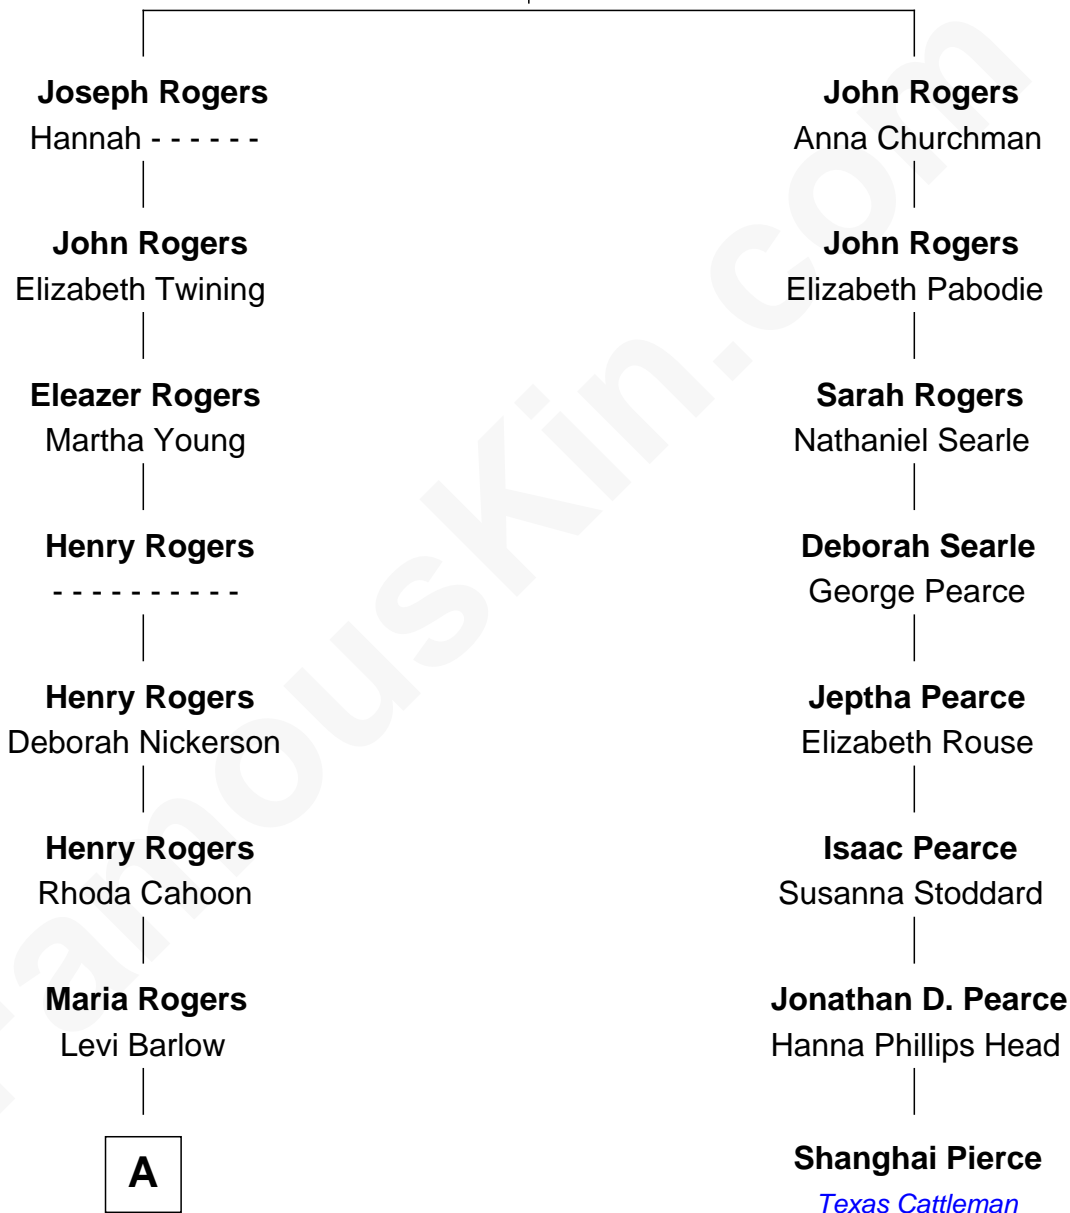 Joseph Rogers
Hannah - - - - - -
John Rogers
Elizabeth Twining
Eleazer Rogers
Martha Young
Henry Rogers
- - - - - - - - - -
Henry Rogers
Deborah Nickerson
Henry Rogers
Rhoda Cahoon
Maria Rogers
Levi Barlow
A
John Rogers
Anna Churchman
John Rogers
Elizabeth Pabodie
Sarah Rogers
Nathaniel Searle
Deborah Searle
George Pearce
Jeptha Pearce
Elizabeth Rouse
Isaac Pearce
Susanna Stoddard
Jonathan D. Pearce
Hanna Phillips Head
Shanghai Pierce
Texas Cattleman
FamousKin.com